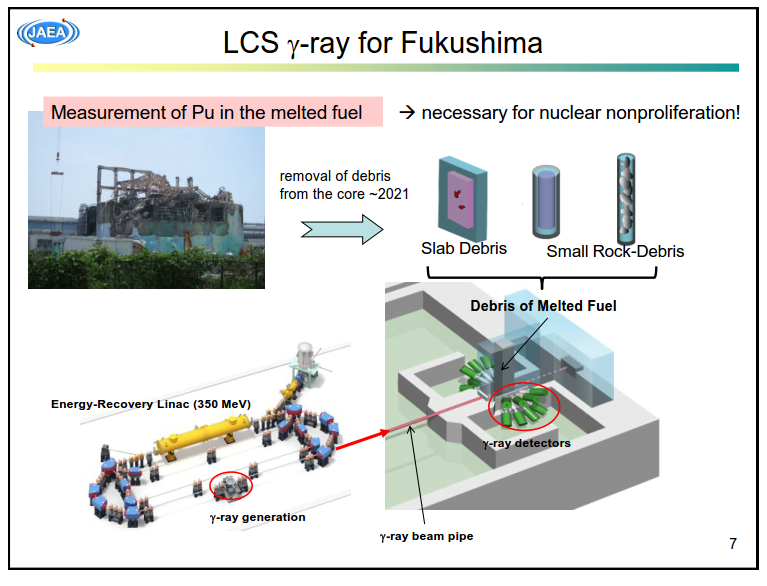 JAEA
LCS γ-ray for Fukushima
Measurement of Pu in the melted fuel
→ necessary for nuclear nonproliferation!
removal of debris
from the core ~2021
Slab Debris
Small Rock-Debris
Debris of Melted Fuel
Energy-Recovery Linac (350 MeV)
γ-ray detectors
γ-ray generation
γ-ray beam pipe
7